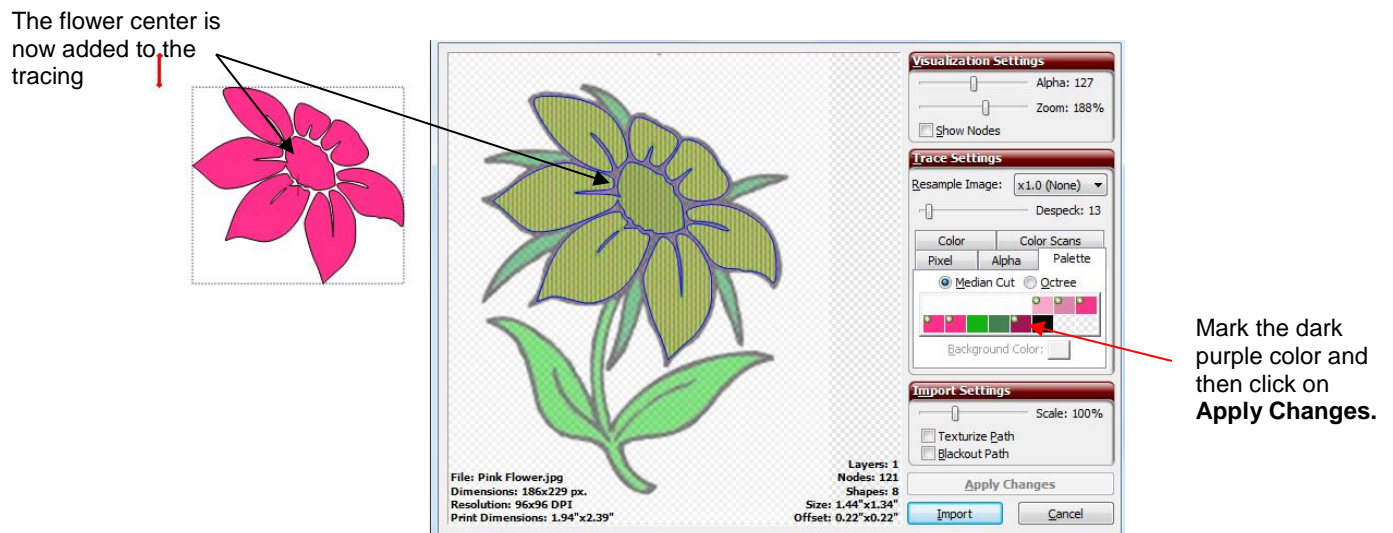 The flower center is
now added to the
tracing
Visualization Settings
Alpha: 127
Zoom: 188%
Show Nodes
Trace Settings
Resample Image: x1.0 (None)
Despeck: 13
Color Color Scans
Pixel Alpha Palette
Median Cut Octree
Background Color:
Import Settings
Scale: 100%
Texturize Path
Blackout Path
Apply Changes
Import Cancel
File: Pink Flower.jpg
Dimensions: 186x229 px.
Resolution: 96x96 DPI
Print Dimensions: 1.94"x2.39"
Layers: 1
Nodes: 121
Shapes: 8
Size: 1.44"x1.34"
Offset: 0.22"x0.22"
Mark the dark
purple color and
then click on
Apply Changes.